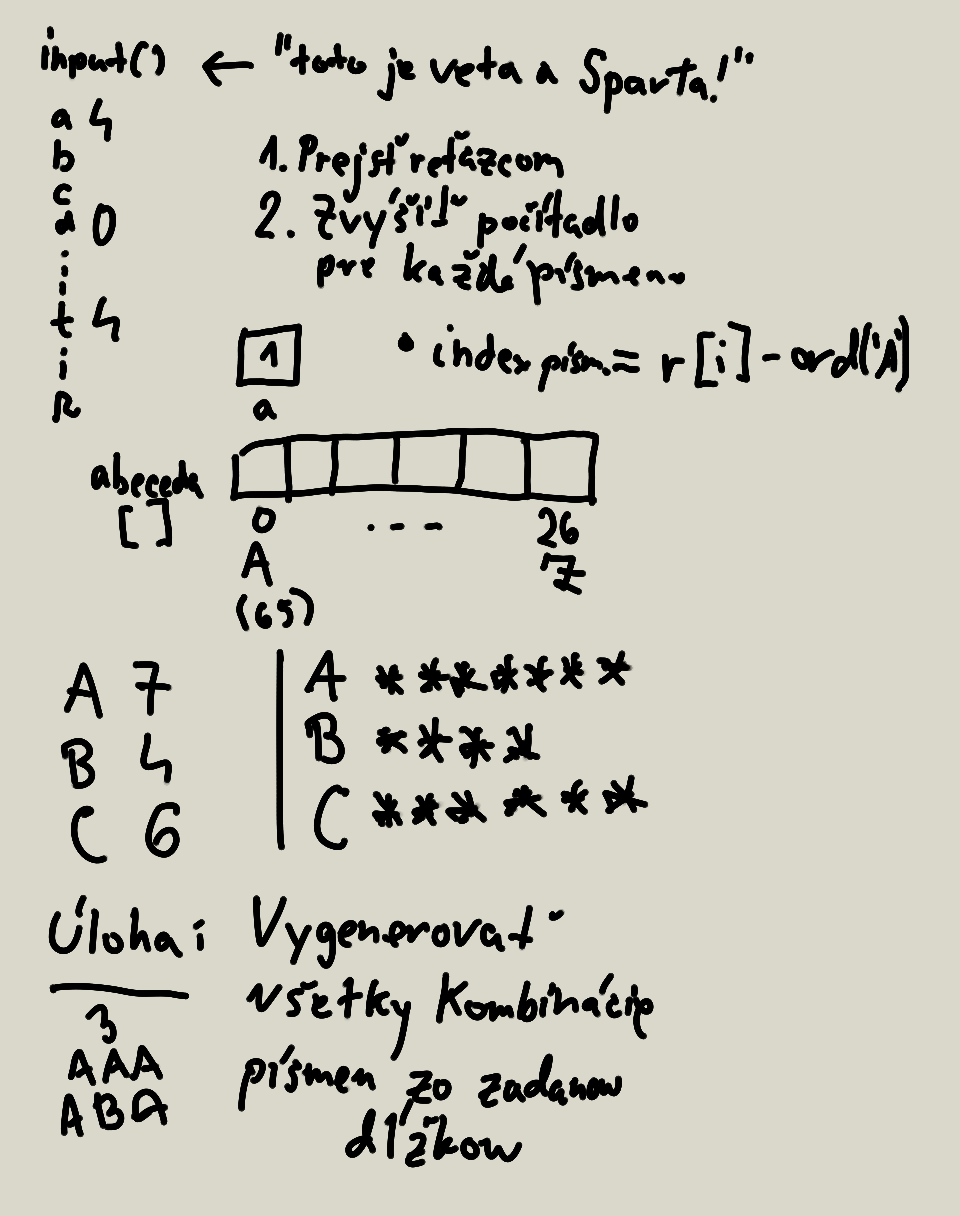 input() ← "toto je veta a Sparta!"
a 4
b
c
d 0
t 4
i
1. Prejsť reťazcom
2. Zvýšiť počítadlo
pre každé písmeno
1
a
• index písm. = r[i] - ord('A')
abeceda
[]
0 ... 26
A Z
(65)
A 7
B 4
C 6
A *******
B ****
C ******
Úloha:
3
AAA
ABA
Vygenerovať
všetky kombinácie
písmen zo zadanou
dĺžkou